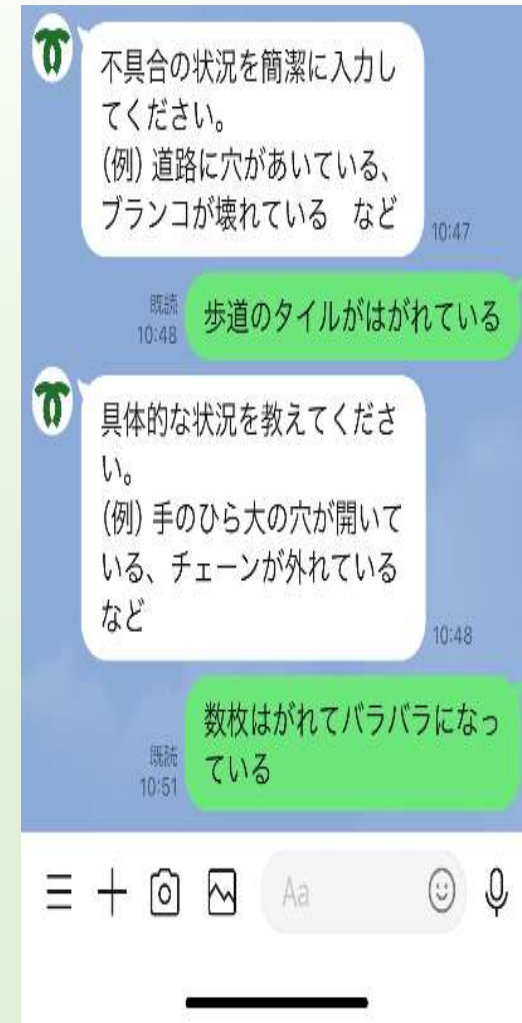 不具合の状況を簡潔に入力し
てください。
(例) 道路に穴があいている、
ブランコが壊れている　など
10:47
既読
10:48
歩道のタイルがはがれている
具体的な状況を教えてくださ
い。
(例) 手のひら大の穴が開いて
いる、チェーンが外れている
など
10:48
数枚はがれてバラバラになっ
ている
既読
10:51
Aa